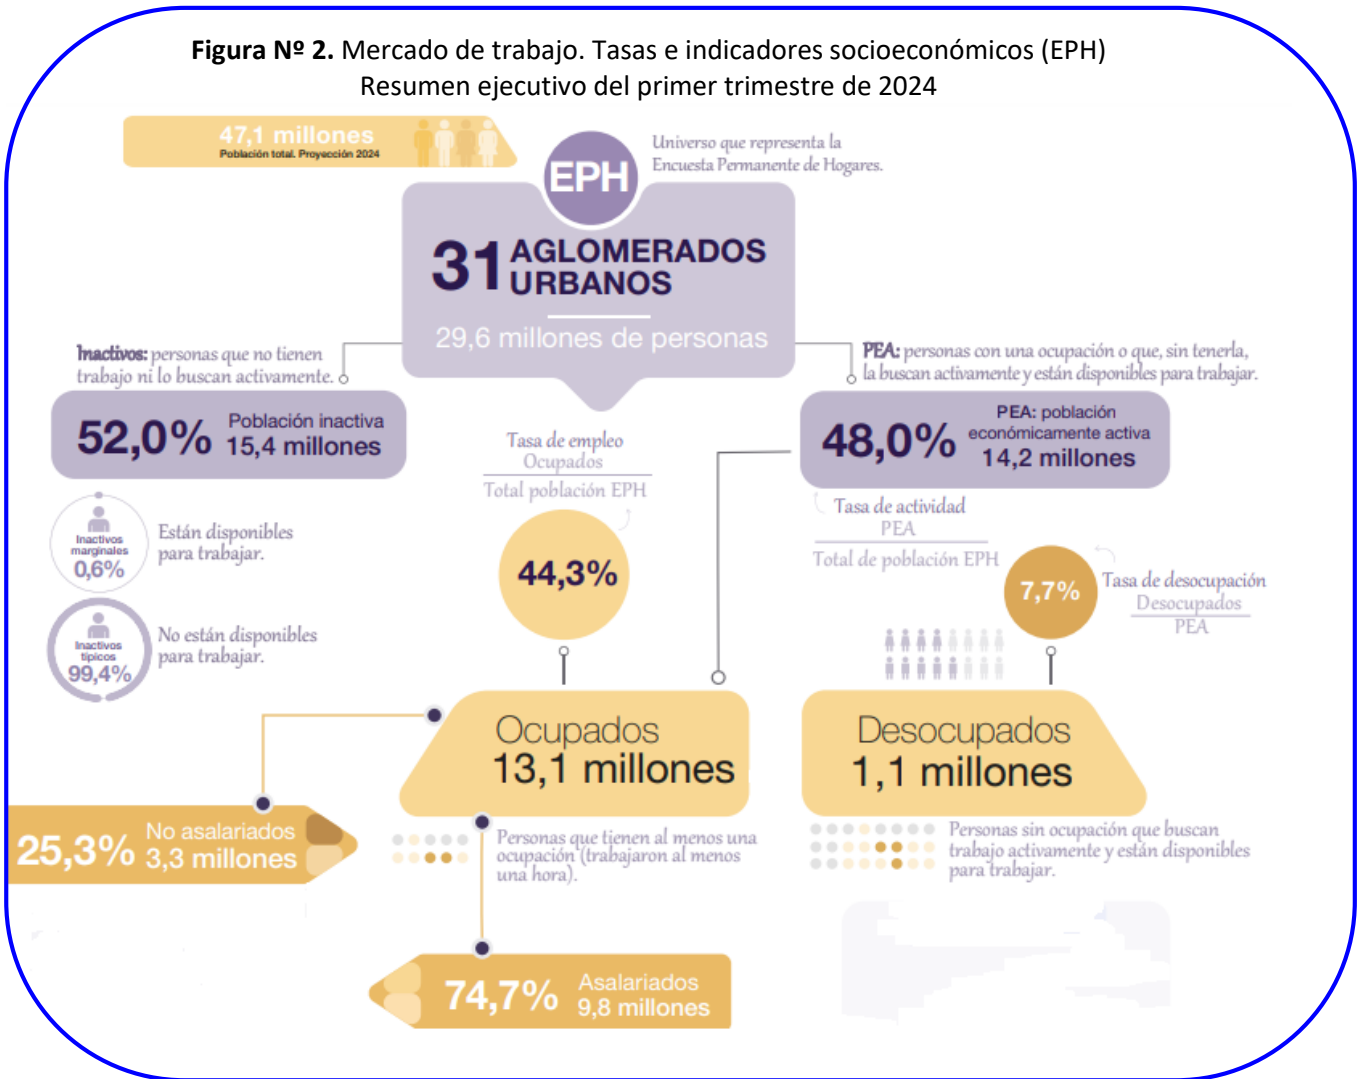 Figura Nº 2. Mercado de trabajo. Tasas e indicadores socioeconómicos (EPH)
Resumen ejecutivo del primer trimestre de 2024
47,1 millones
Población total. Proyección 2024
EPH
Universo que representa la
Encuesta Permanente de Hogares.
31 AGLOMERADOS
URBANOS
29,6 millones de personas
Inactivos: personas que no tienen
trabajo ni lo buscan activamente.
52,0% Población inactiva
15,4 millones
Inactivos
marginales
0,6%
Están disponibles
para trabajar.
Inactivos
típicos
99,4%
No están disponibles
para trabajar.
Tasa de empleo
Ocupados
Total población EPH
44,3%
PEA: personas con una ocupación o que, sin tenerla,
la buscan activamente y están disponibles para trabajar.
48,0%
PEA: población
económicamente activa
14,2 millones
Tasa de actividad
PEA
Total de población EPH
7,7%
Tasa de desocupación
Desocupados
PEA
Ocupados
13,1 millones
Desocupados
1,1 millones
25,3% No asalariados
3,3 millones
Personas que tienen al menos una
ocupación (trabajaron al menos
una hora).
Personas sin ocupación que buscan
trabajo activamente y están disponibles
para trabajar.
74,7% Asalariados
9,8 millones